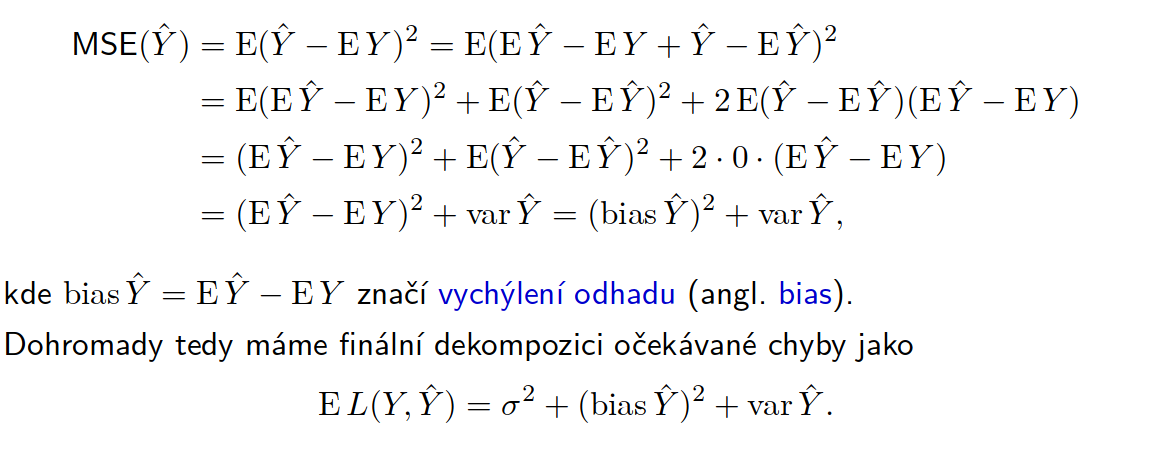 MSE(Ŷ) = E(Ŷ − E Y)² = E(E Ŷ − E Y + Ŷ − E Ŷ)²
= E(E Ŷ − E Y)² + E(Ŷ − E Ŷ)² + 2 E(Ŷ − E Ŷ)(E Ŷ − E Y)
= (E Ŷ − E Y)² + E(Ŷ − E Ŷ)² + 2 · 0 · (E Ŷ − E Y)
= (E Ŷ − E Y)² + var Ŷ = (bias Ŷ)² + var Ŷ,
kde bias Ŷ = E Ŷ − E Y značí vychýlení odhadu (angl. bias).
Dohromady tedy máme finální dekompozici očekávané chyby jako
E L(Y, Ŷ) = σ² + (bias Ŷ)² + var Ŷ.